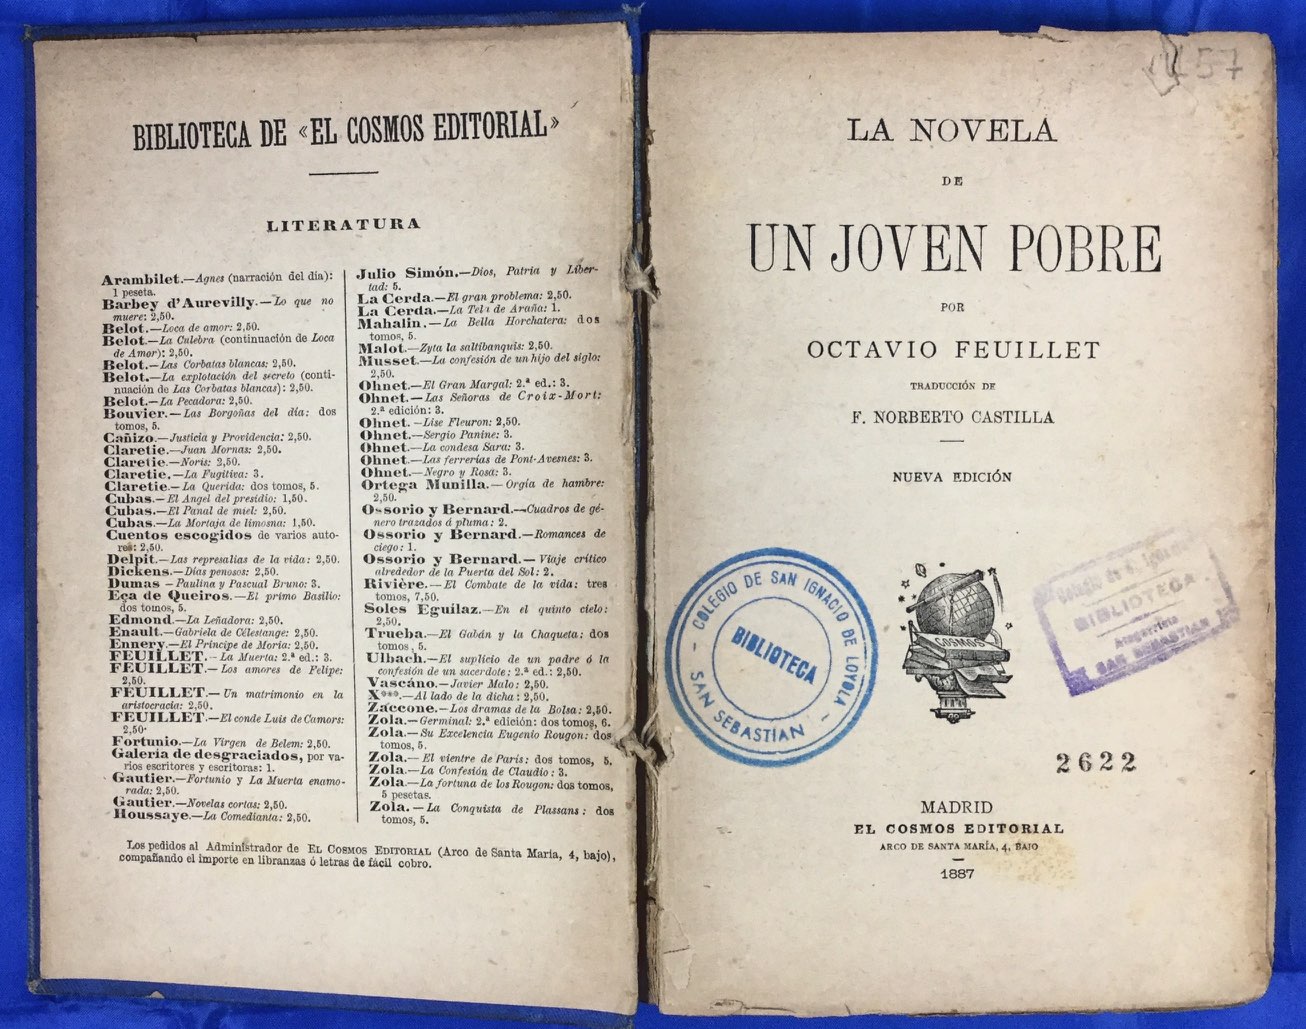 BIBLIOTECA DE «EL COSMOS EDITORIAL»
LITERATURA
Arambilet.—Agnes (narración del día):
1 peseta.
Barbey d'Aurevilly.—Lo que no
muere: 2,50.
Belot.—Loca de amor: 2,50.
Belot.—La Culebra (continuación de Loca
de Amor): 2,50.
Belot.—Las Corbatas blancas: 2,50.
Belot.—La explotación del secreto (conti-
nuación de Las Corbatas blancas): 2,50.
Belot.—La Pecadora: 2,50.
Bouvier.—Las Borgoñas del día: dos
tomos, 5.
Cañizo.—Justicia y Providencia: 2,50.
Claretie.—Juan Mornas: 2,50.
Claretie.—Noris: 2,50.
Claretie.—La Fugitiva: 3.
Claretie.—La Querida: dos tomos, 5.
Cubas.—El Angel del presidio: 1,50.
Cubas.—El Panal de miel: 2,50.
Cubas.—La Mortaja de limosna: 1,50.
Cuentos escogidos de varios auto-
res: 2,50.
Delpit.—Las represalias de la vida: 2,50.
Dickens.—Días penosos: 2,50.
Dumas —Paulina y Pascual Bruno: 3.
Eça de Queiros.—El primo Basilio:
dos tomos, 5.
Edmond.—La Leñadora: 2,50.
Enault.—Gabriela de Célestange: 2,50.
Ennery.—El Príncipe de Moria: 2,50.
FEUILLET.—La Muerta: 2.ª ed.: 3.
FEUILLET.—Los amores de Felipe:
2,50.
FEUILLET.—Un matrimonio en la
aristocracia: 2,50.
FEUILLET.—El conde Luis de Camors:
2,50.
Fortunio.—La Virgen de Belem: 2,50.
Galería de desgraciados, por va-
rios escritores y escritoras: 1.
Gautier.—Fortunio y La Muerta enamo-
rada: 2,50.
Gautier.—Novelas cortas: 2,50.
Houssaye.—La Comedianta: 2,50.
Julio Simón.—Dios, Patria y Liber-
tad: 5.
La Cerda.—El gran problema: 2,50.
La Cerda.—La Tela de Araña: 1.
Mahalin.—La Bella Horchatera: dos
tomos, 5.
Malot.—Zyta la saltibanquis: 2,50.
Musset.—La confesión de un hijo del siglo:
2,50.
Ohnet.—El Gran Margal: 2.ª ed.: 3.
Ohnet.—Las Señoras de Croix-Mort:
2.ª edición: 3.
Ohnet.—Lise Fleuron: 2,50.
Ohnet.—Sergio Panine: 3.
Ohnet.—La condesa Sara: 3.
Ohnet.—Las ferrerías de Pont-Avesnes: 3.
Ohnet.—Negro y Rosa: 3.
Ortega Munilla.—Orgía de hambre:
2,50.
Ossorio y Bernard.—Cuadros de gé-
nero trazados á pluma: 2.
Ossorio y Bernard.—Romances de
ciego: 1.
Ossorio y Bernard.—Viaje crítico
alrededor de la Puerta del Sol: 2.
Rivière.—El Combate de la vida: tres
tomos, 7,50.
Soles Eguilaz.—En el quinto cielo:
2,50.
Trueba.—El Gabán y la Chaqueta: dos
tomos, 5.
Ulbach.—El suplicio de un padre ó la
confesión de un sacerdote: 2.ª ed.: 2,50.
Vascáno.—Javier Malo: 2,50.
X***.—Al lado de la dicha: 2,50.
Zaccone.—Los dramas de la Bolsa: 2,50.
Zola.—Germinal: 2.ª edición: dos tomos, 6.
Zola.—Su Excelencia Eugenio Rougon: dos
tomos, 5.
Zola.—El vientre de París: dos tomos, 5.
Zola.—La Confesión de Claudio: 3.
Zola.—La fortuna de los Rougon: dos tomos,
5 pesetas.
Zola.—La Conquista de Plassans: dos
tomos, 5.
Los pedidos al Administrador de EL COSMOS EDITORIAL (Arco de Santa María, 4, bajo),
compañando el importe en libranzas ó letras de fácil cobro.
457
LA NOVELA
DE
UN JOVEN POBRE
POR
OCTAVIO FEUILLET
TRADUCCIÓN DE
F. NORBERTO CASTILLA
NUEVA EDICIÓN
COLEGIO DE SAN IGNACIO DE LOYOLA
BIBLIOTECA
SAN SEBASTIAN
COSMOS
Colegio de S. Ignacio
BIBLIOTECA
SAN SEBASTIAN
2622
MADRID
EL COSMOS EDITORIAL
ARCO DE SANTA MARÍA, 4, BAJO
1887